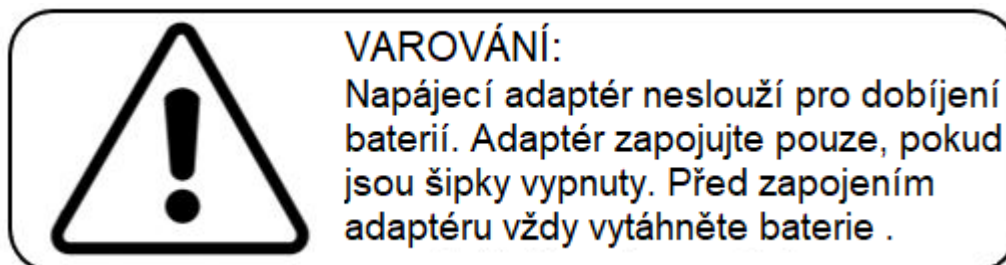 VAROVÁNÍ:
Napájecí adaptér neslouží pro dobíjení
baterií. Adaptér zapojujte pouze, pokud
jsou šipky vypnuty. Před zapojením
adaptéru vždy vytáhněte baterie .